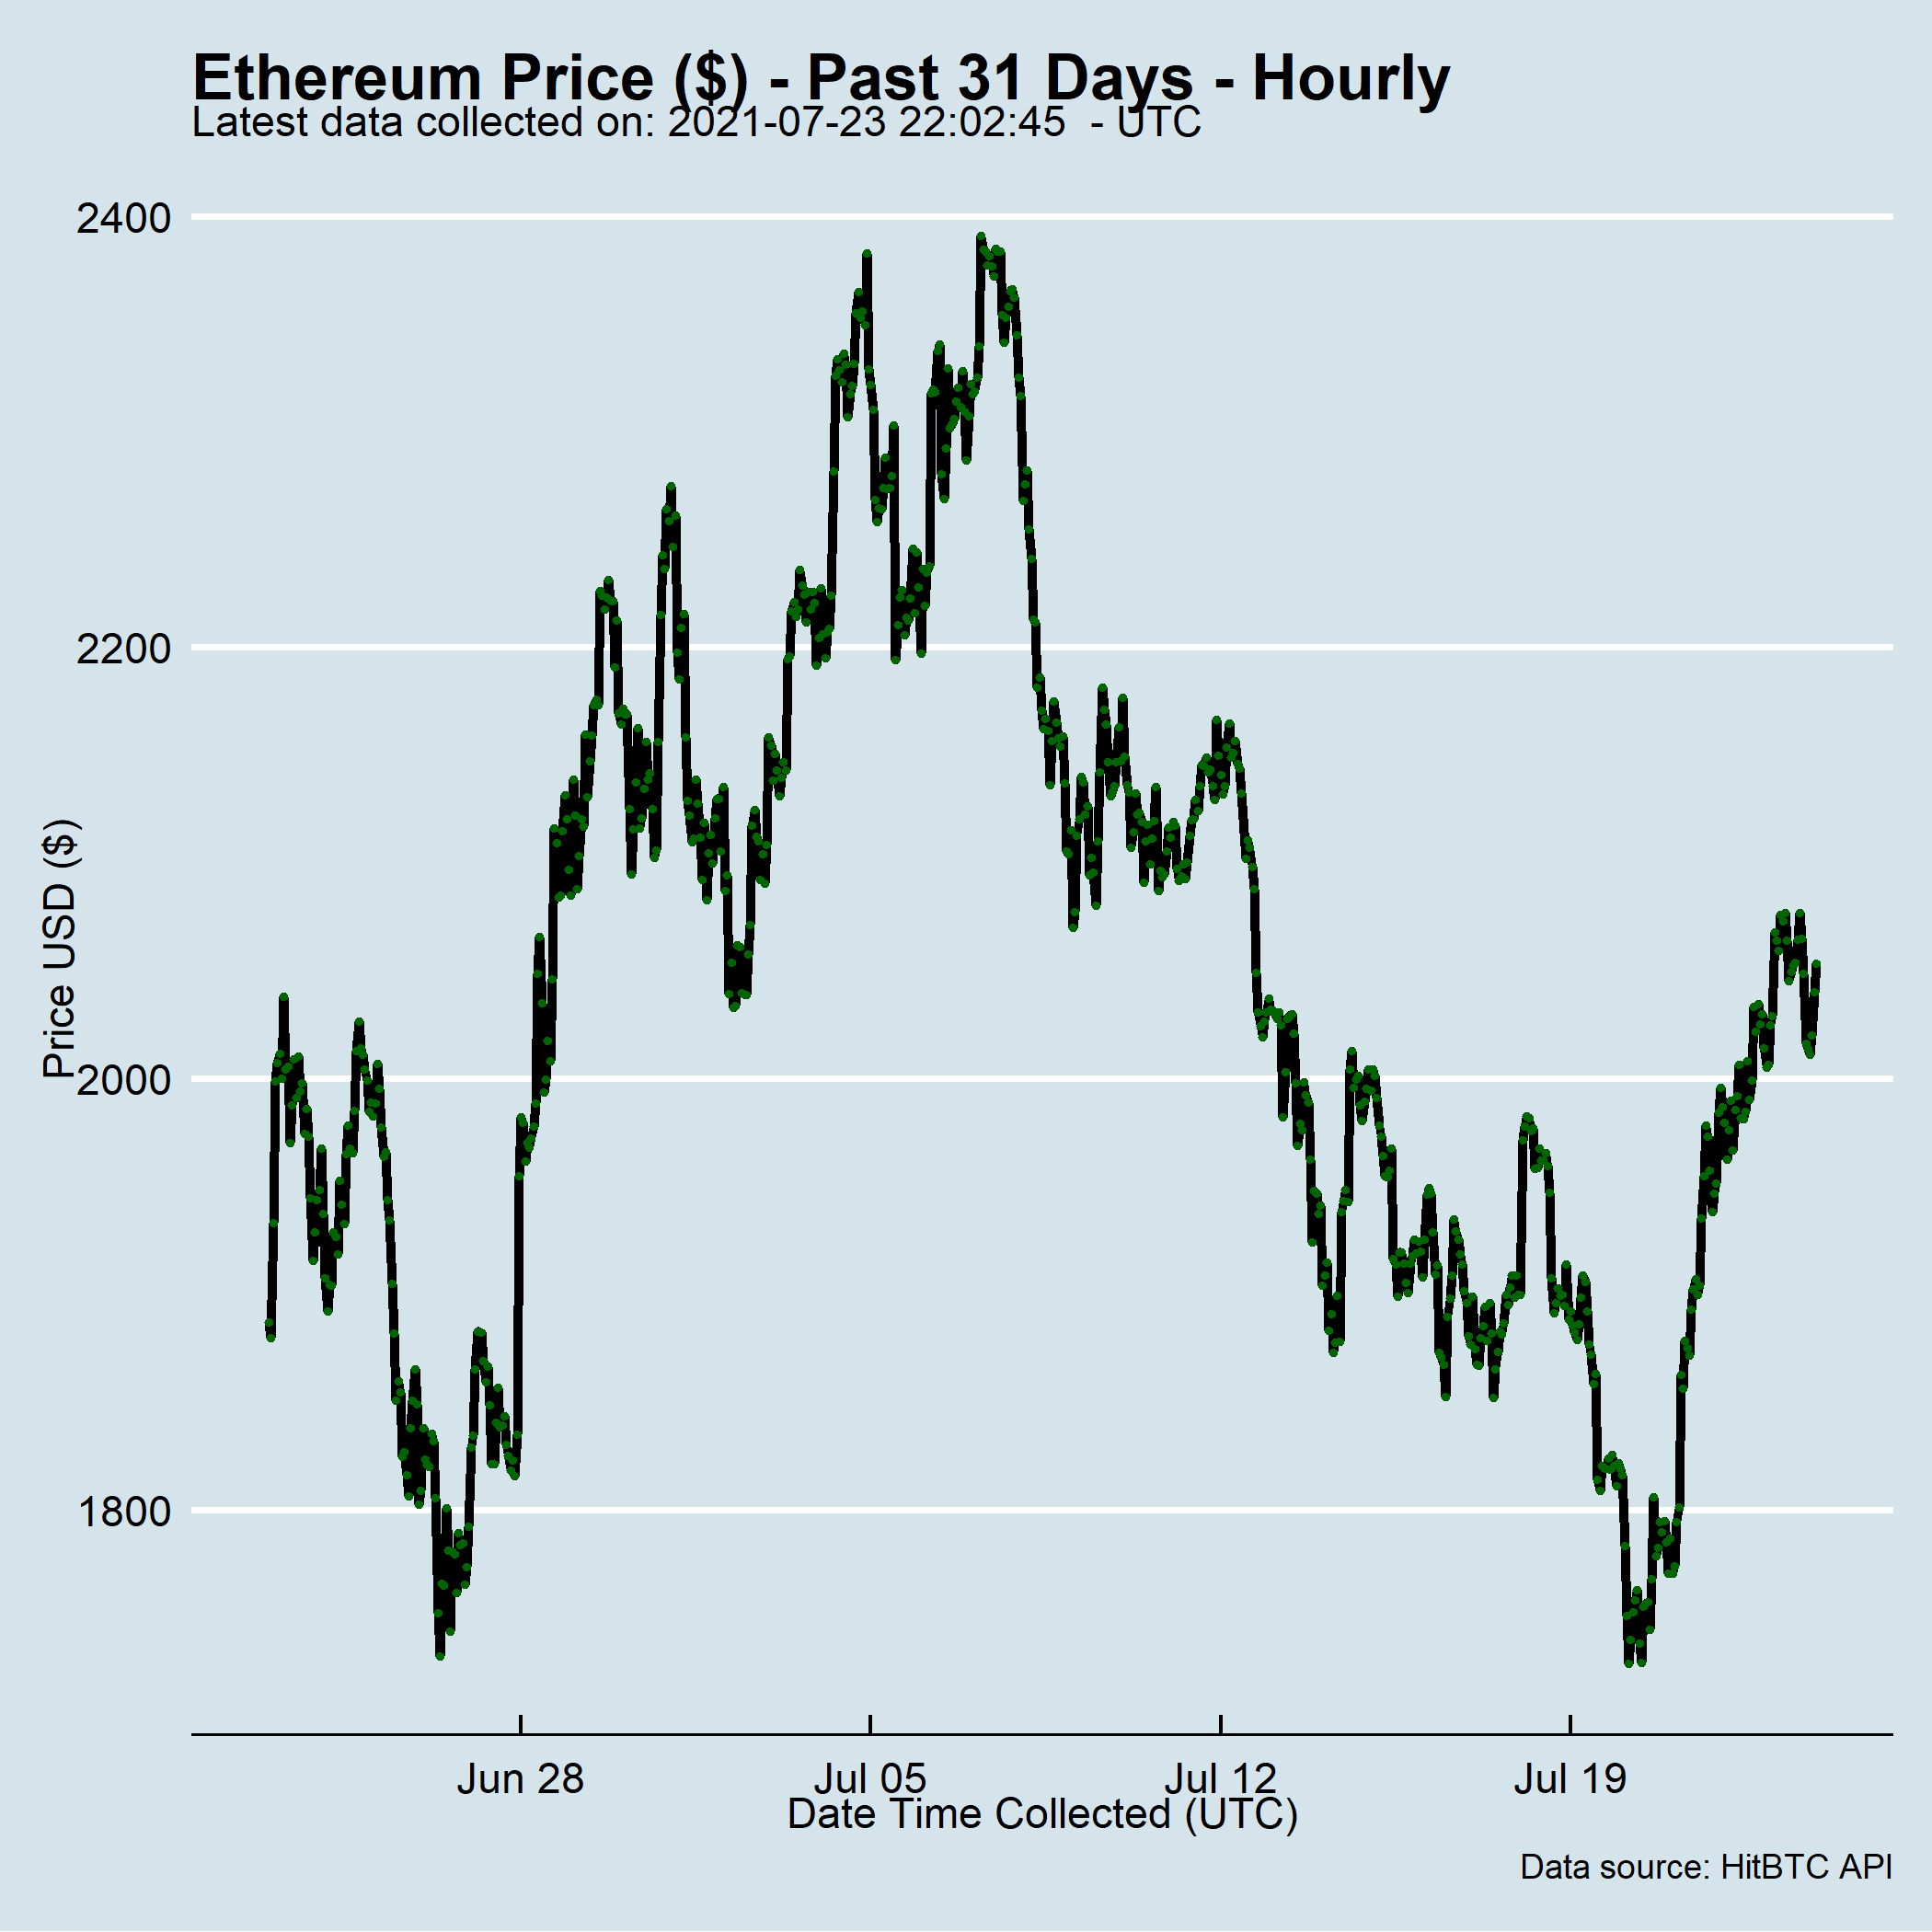 Ethereum Price ($) - Past 31 Days - Hourly
Latest data collected on: 2021-07-23 22:02:45  - UTC
2400
2200
2000
1800
Price USD ($)
Jun 28
Jul 05
Jul 12
Jul 19
Date Time Collected (UTC)
Data source: HitBTC API